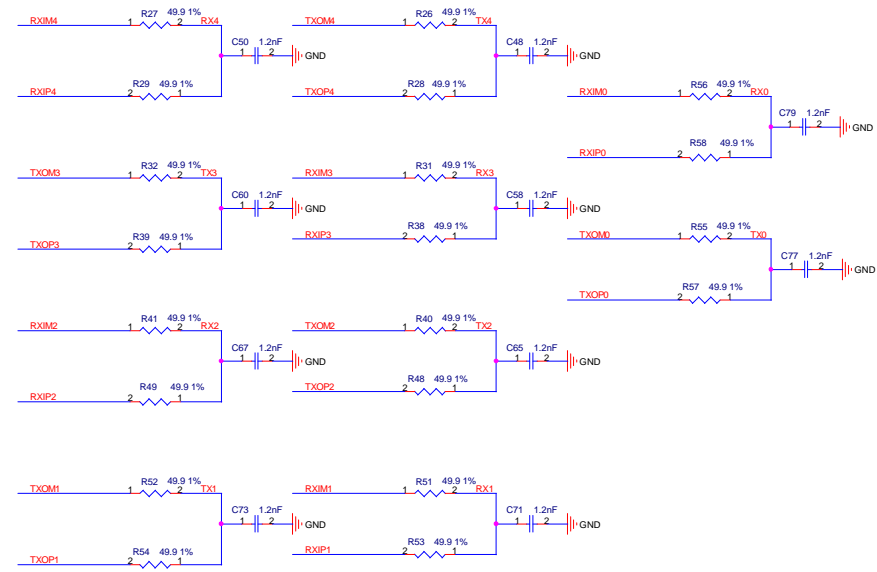 R27 49.9 1%
RXIM4 1 2 RX4
C50 1.2nF
1 2 GND
R29 49.9 1%
RXIP4 2 1
R26 49.9 1%
TXOM4 1 2 TX4
C48 1.2nF
1 2 GND
R28 49.9 1%
TXOP4 2 1
R56 49.9 1%
RXIM0 1 2 RX0
C79 1.2nF
1 2 GND
R58 49.9 1%
RXIP0 2 1
R32 49.9 1%
TXOM3 1 2 TX3
C60 1.2nF
1 2 GND
R39 49.9 1%
TXOP3 2 1
R31 49.9 1%
RXIM3 1 2 RX3
C58 1.2nF
1 2 GND
R38 49.9 1%
RXIP3 2 1
R55 49.9 1%
TXOM0 1 2 TX0
C77 1.2nF
1 2 GND
R57 49.9 1%
TXOP0 2 1
R41 49.9 1%
RXIM2 1 2 RX2
C67 1.2nF
1 2 GND
R49 49.9 1%
RXIP2 2 1
R40 49.9 1%
TXOM2 1 2 TX2
C65 1.2nF
1 2 GND
R48 49.9 1%
TXOP2 2 1
R52 49.9 1%
TXOM1 1 2 TX1
C73 1.2nF
1 2 GND
R54 49.9 1%
TXOP1 2 1
R51 49.9 1%
RXIM1 1 2 RX1
C71 1.2nF
1 2 GND
R53 49.9 1%
RXIP1 2 1